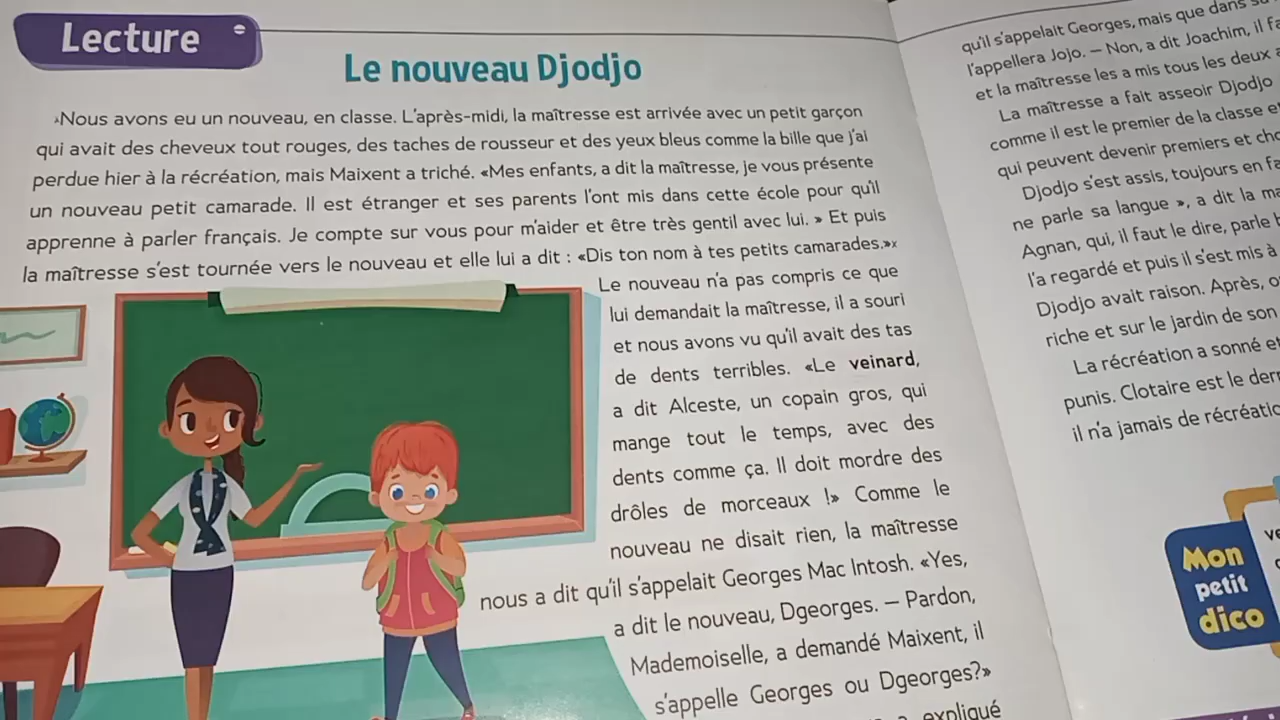 Lecture
Le nouveau Djodjo
Nous avons eu un nouveau, en classe. L'après-midi, la maîtresse est arrivée avec un petit garçon
qui avait des cheveux tout rouges, des taches de rousseur et des yeux bleus comme la bille que j'ai
perdue hier à la récréation, mais Maixent a triché. «Mes enfants, a dit la maîtresse, je vous présente
un nouveau petit camarade. Il est étranger et ses parents l'ont mis dans cette école pour qu'il
apprenne à parler français. Je compte sur vous pour m'aider et être très gentil avec lui. » Et puis
la maîtresse s'est tournée vers le nouveau et elle lui a dit : «Dis ton nom à tes petits camarades.»
Le nouveau n'a pas compris ce que
lui demandait la maîtresse, il a souri
et nous avons vu qu'il avait des tas
de dents terribles. «Le veinard,
a dit Alceste, un copain gros, qui
mange tout le temps, avec des
dents comme ça. Il doit mordre des
drôles de morceaux !» Comme le
nouveau ne disait rien, la maîtresse
nous a dit qu'il s'appelait Georges Mac Intosh. «Yes,
a dit le nouveau, Dgeorges. — Pardon,
Mademoiselle, a demandé Maixent, il
s'appelle Georges ou Dgeorges?»
expliqué
qu'il s'appelait Georges, mais que dans
l'appellera Jojo. — Non, a dit Joachim, il
et la maîtresse les a mis tous les deux
La maîtresse a fait asseoir Djodjo
comme il est le premier de la classe
qui peuvent devenir premiers et
Djodjo s'est assis, toujours en
ne parle sa langue », a dit la
Agnan, qui, il faut le dire, parle
l'a regardé et puis il s'est mis à
Djodjo avait raison. Après,
riche et sur le jardin de son
La récréation a sonné
punis. Clotaire est le
il n'a jamais de
Mon
petit
dico